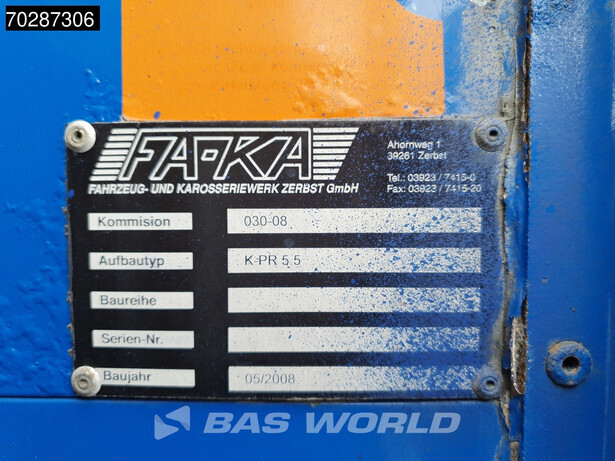 70287306
FA-KA
FAHRZEUG- UND KAROSSERIEWERK ZERBST GmbH
Ahornweg 1
39261 Zerbst
Tel.: 03923 / 7415-0
Fax: 03923 / 7415-20
Kommision 030-08
Aufbautyp K-PR 5,5
Baureihe
Serien-Nr.
Baujahr 05/2008
BAS WORLD